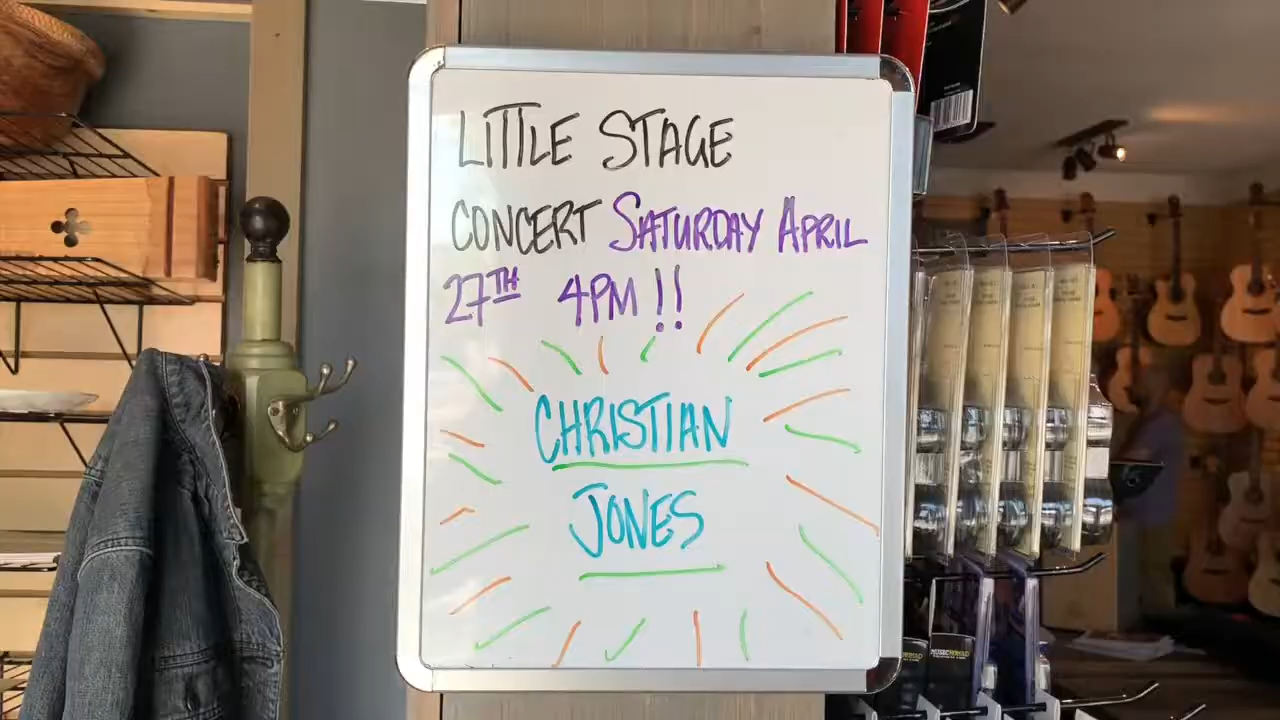 LITTLE STAGE
CONCERT SATURDAY APRIL
27TH 4PM!!
CHRISTIAN
JONES